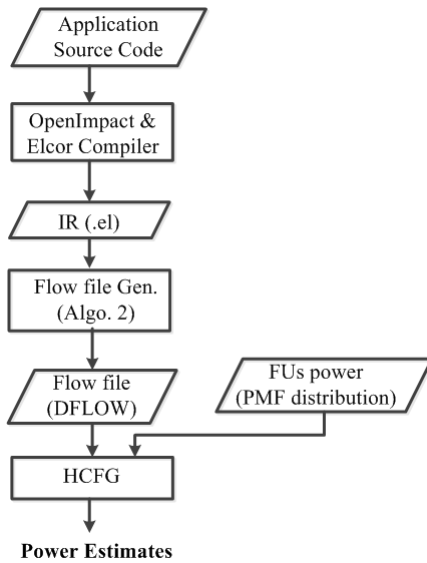 Application
Source Code
OpenImpact &
Elcor Compiler
IR (.el)
Flow file Gen.
(Algo. 2)
Flow file
(DFLOW)
FUs power
(PMF distribution)
HCFG
Power Estimates